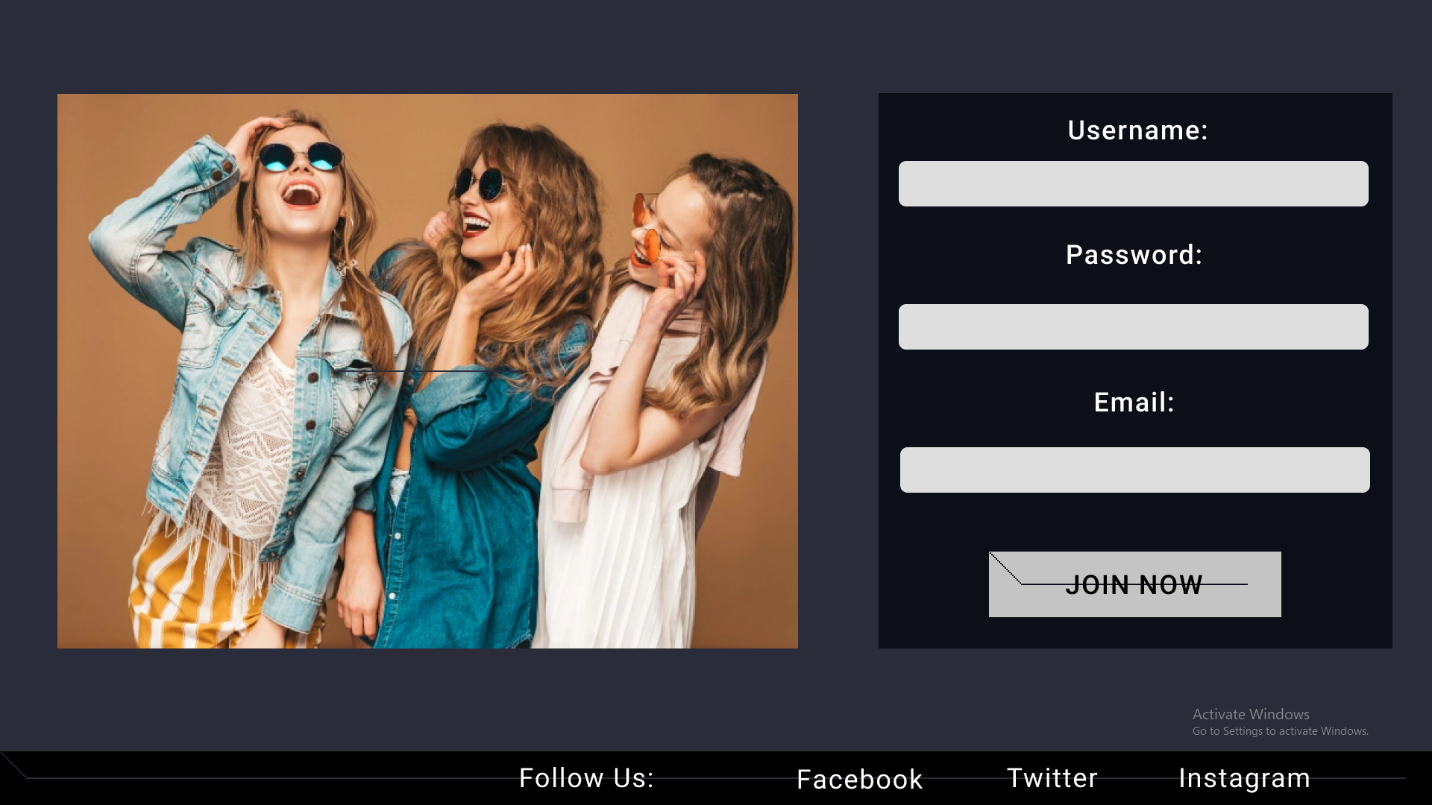 Username:
Password:
Email:
JOIN NOW
Activate Windows
Go to Settings to activate Windows.
Follow Us: Facebook Twitter Instagram